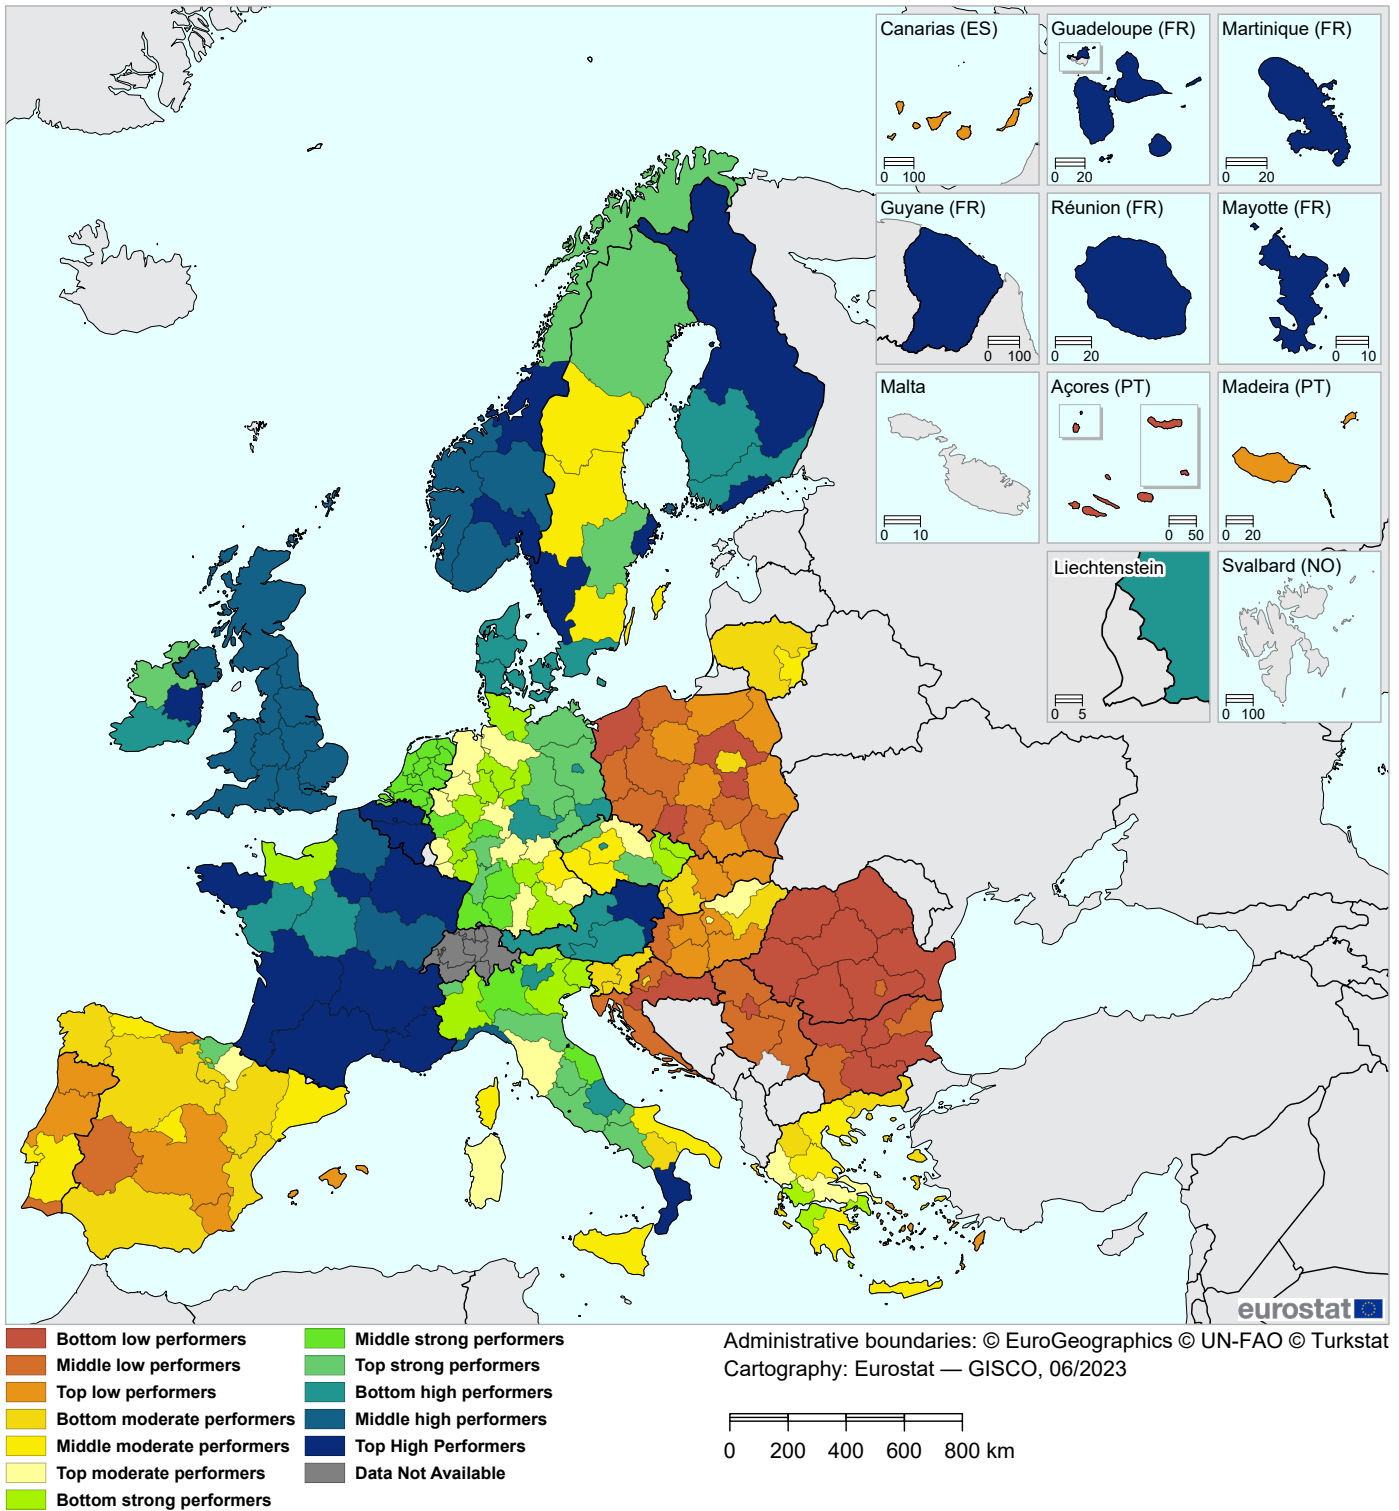 Canarias (ES)
0 100
Guadeloupe (FR)
0 20
Martinique (FR)
0 20
Guyane (FR)
0 100
Réunion (FR)
0 20
Mayotte (FR)
0 10
Malta
0 10
Açores (PT)
0 50
Madeira (PT)
0 20
Liechtenstein
0 5
Svalbard (NO)
0 100
eurostat
Bottom low performers
Middle low performers
Top low performers
Bottom moderate performers
Middle moderate performers
Top moderate performers
Bottom strong performers
Middle strong performers
Top strong performers
Bottom high performers
Middle high performers
Top High Performers
Data Not Available
Administrative boundaries: © EuroGeographics © UN-FAO © Turkstat
Cartography: Eurostat — GISCO, 06/2023
0 200 400 600 800 km